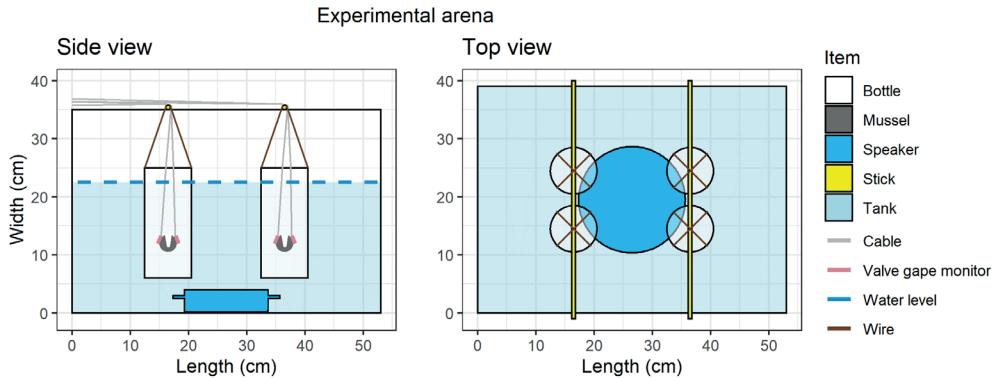 Experimental arena
Side view
Top view
Width (cm)
40
30
20
10
0
0 10 20 30 40 50
Length (cm)
0 10 20 30 40 50
Length (cm)
40
30
20
10
0
Item
Bottle
Mussel
Speaker
Stick
Tank
Cable
Valve gape monitor
Water level
Wire